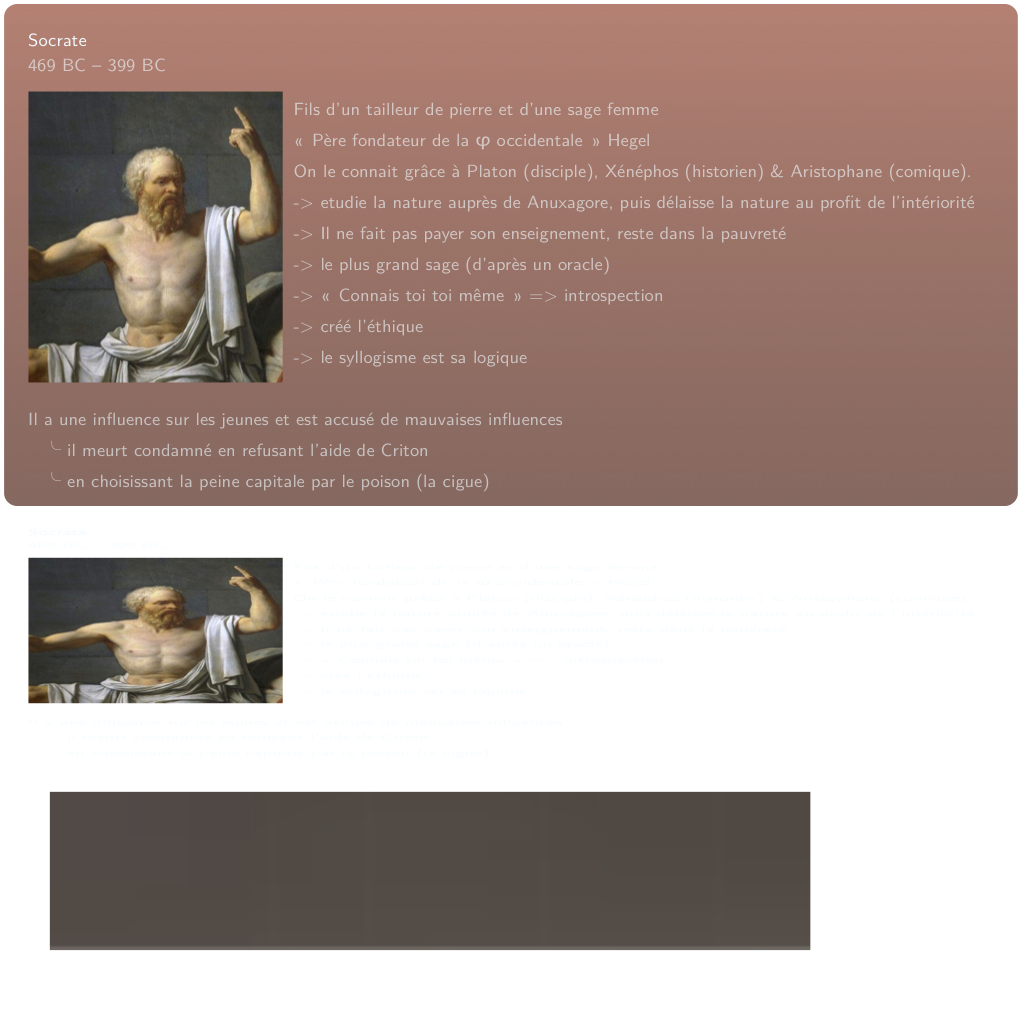 Socrate
469 BC – 399 BC
Fils d'un tailleur de pierre et d'une sage femme
« Père fondateur de la φ occidentale » Hegel
On le connait grâce à Platon (disciple), Xénéphos (historien) & Aristophane (comique).
-> etudie la nature auprès de Anuxagore, puis délaisse la nature au profit de l'intériorité
-> Il ne fait pas payer son enseignement, reste dans la pauvreté
-> le plus grand sage (d'après un oracle)
-> « Connais toi toi même » => introspection
-> créé l'éthique
-> le syllogisme est sa logique
Il a une influence sur les jeunes et est accusé de mauvaises influences
╰ il meurt condamné en refusant l'aide de Criton
╰ en choisissant la peine capitale par le poison (la cigue)